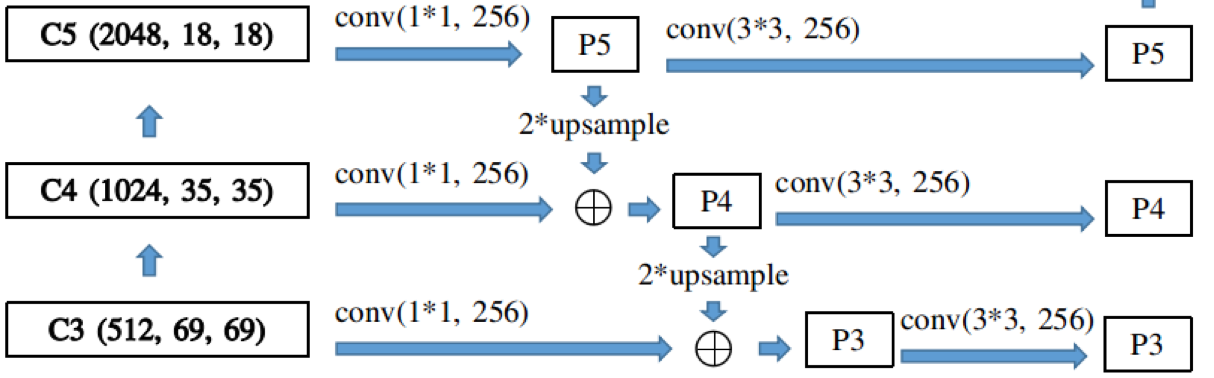 C5 (2048, 18, 18)
conv(1*1, 256)
P5
conv(3*3, 256)
P5
2*upsample
C4 (1024, 35, 35)
conv(1*1, 256)
P4
conv(3*3, 256)
P4
2*upsample
C3 (512, 69, 69)
conv(1*1, 256)
P3
conv(3*3, 256)
P3